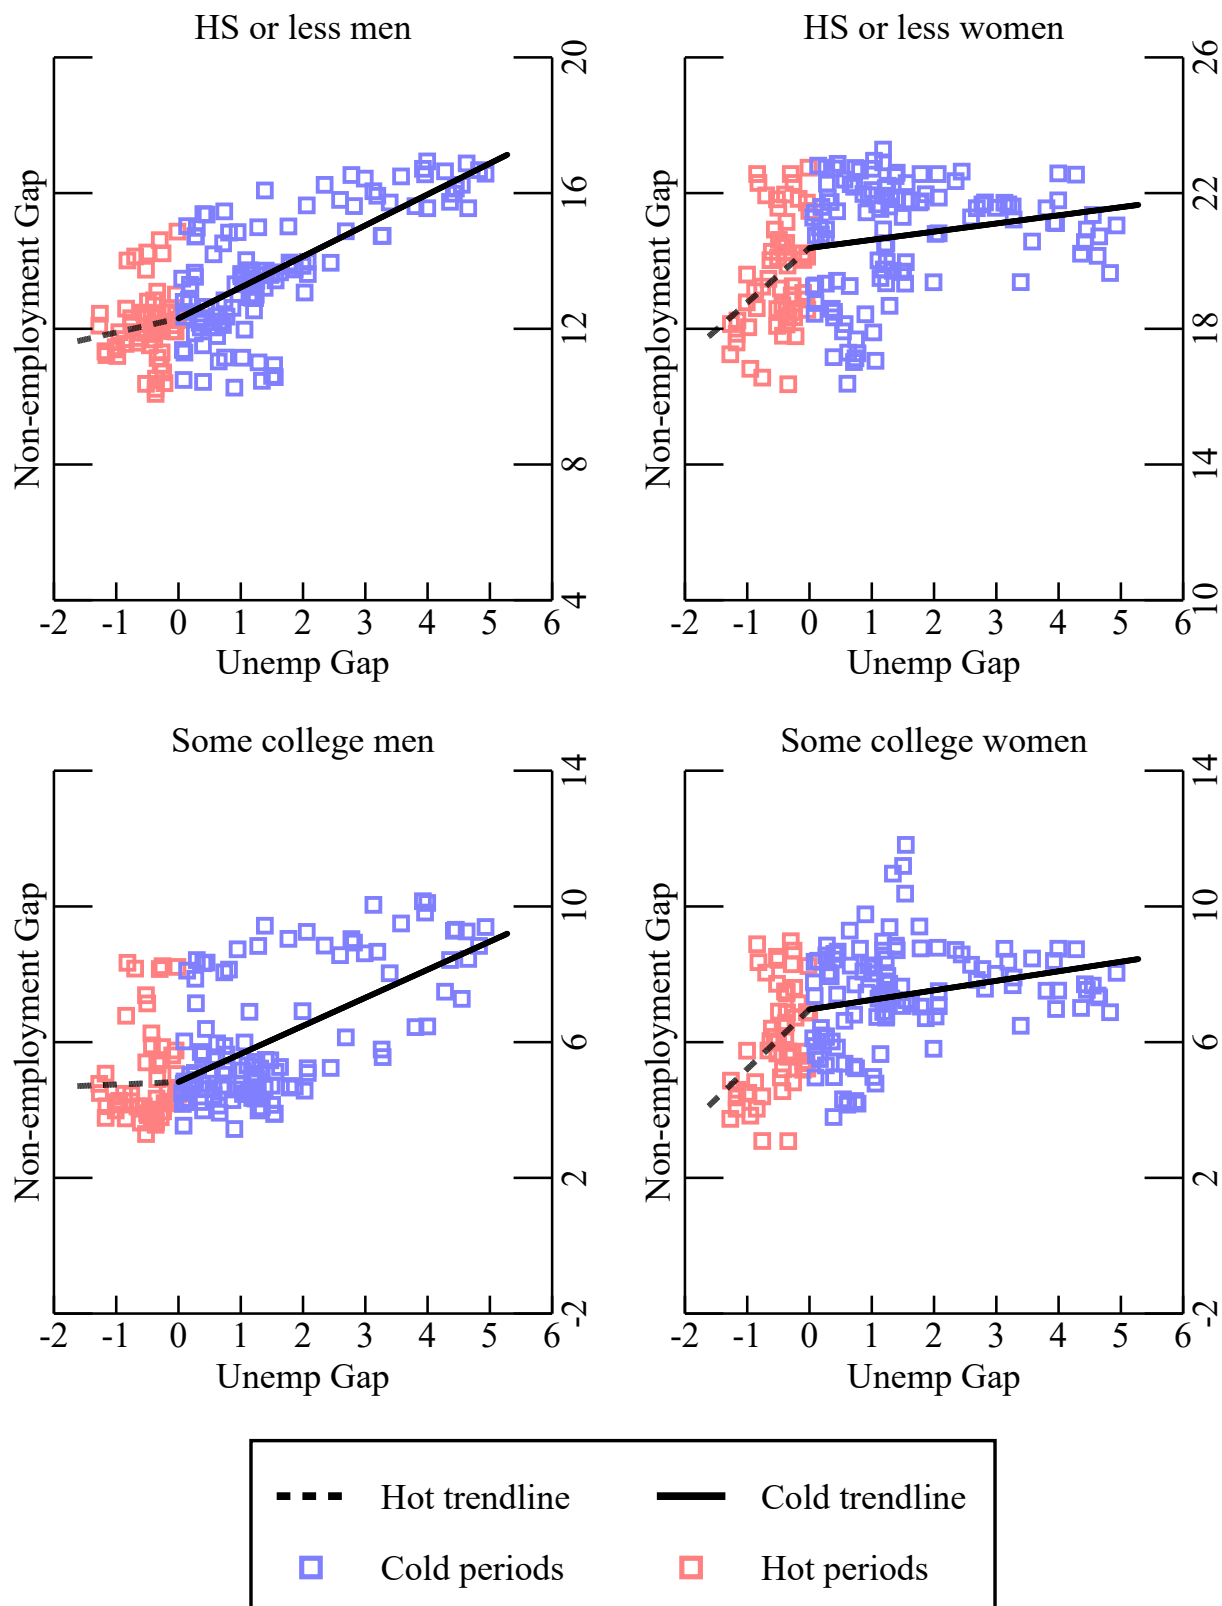 HS or less men
Non-employment Gap
20
16
12
8
4
-2 -1 0 1 2 3 4 5 6
Unemp Gap
HS or less women
Non-employment Gap
26
22
18
14
10
-2 -1 0 1 2 3 4 5 6
Unemp Gap
Some college men
Non-employment Gap
14
10
6
2
-2
-2 -1 0 1 2 3 4 5 6
Unemp Gap
Some college women
Non-employment Gap
14
10
6
2
-2
-2 -1 0 1 2 3 4 5 6
Unemp Gap
Hot trendline Cold trendline
Cold periods Hot periods